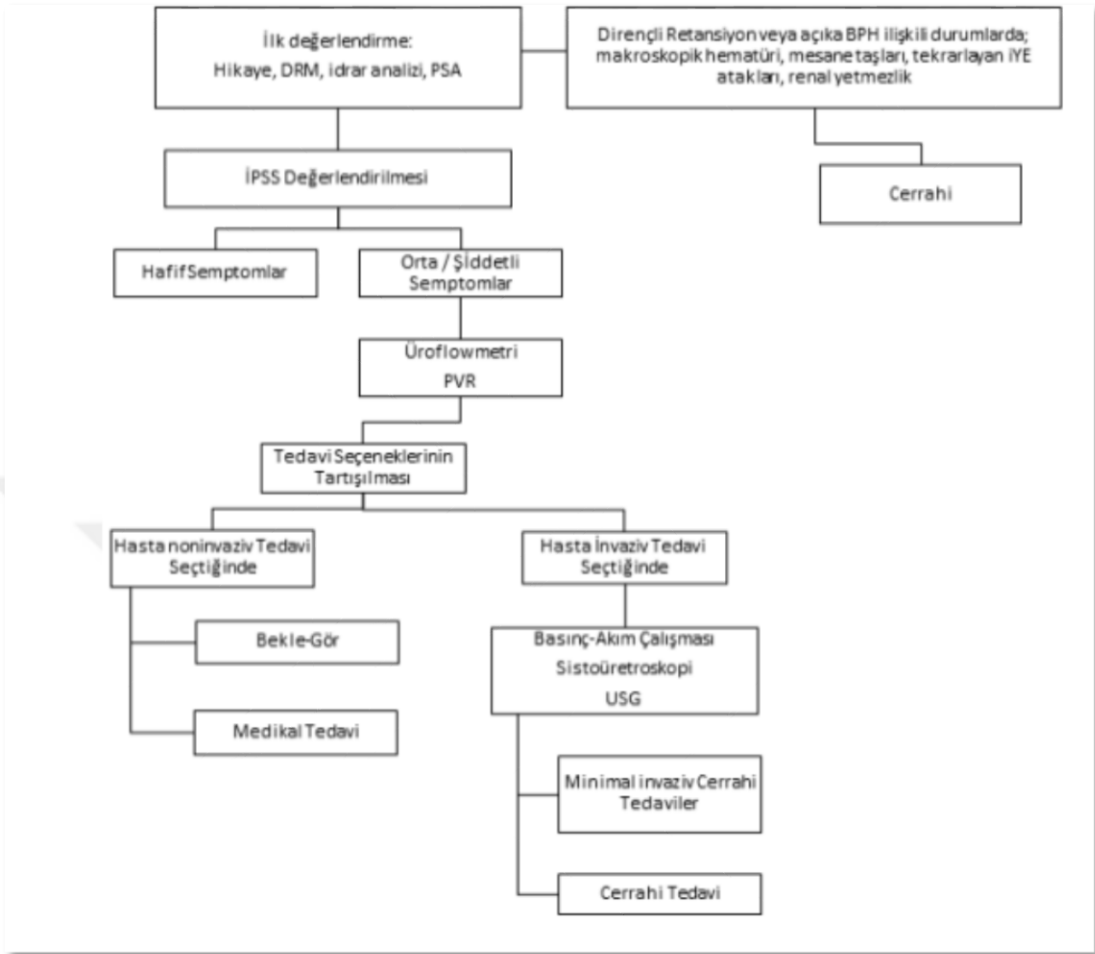 İlk değerlendirme:
Hikaye, DRM, idrar analizi, PSA
Dirençli Retansiyon veya açıka BPH ilişkili durumlarda;
makroskopik hematüri, mesane taşları, tekrarlayan iYE
atakları, renal yetmezlik
İPSS Değerlendirilmesi
Cerrahi
Hafif Semptomlar
Orta / Şiddetli
Semptomlar
Üroflowmetri
PVR
Tedavi Seçeneklerinin
Tartışılması
Hasta noninvaziv Tedavi
Seçtiğinde
Hasta İnvaziv Tedavi
Seçtiğinde
Bekle-Gör
Basınç-Akım Çalışması
Sistoüretroskopi
USG
Medikal Tedavi
Minimal invaziv Cerrahi
Tedaviler
Cerrahi Tedavi